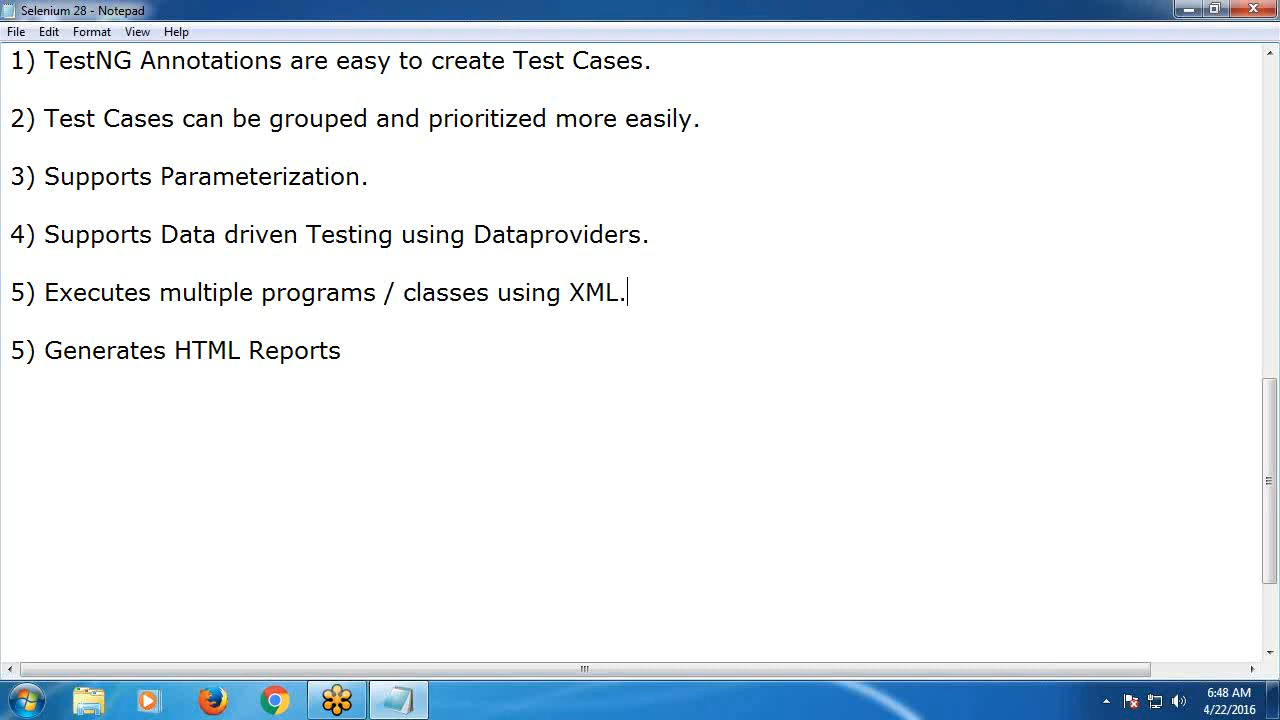 Selenium 28 - Notepad
File Edit Format View Help
1) TestNG Annotations are easy to create Test Cases.
2) Test Cases can be grouped and prioritized more easily.
3) Supports Parameterization.
4) Supports Data driven Testing using Dataproviders.
5) Executes multiple programs / classes using XML.
5) Generates HTML Reports
6:48 AM
4/22/2016